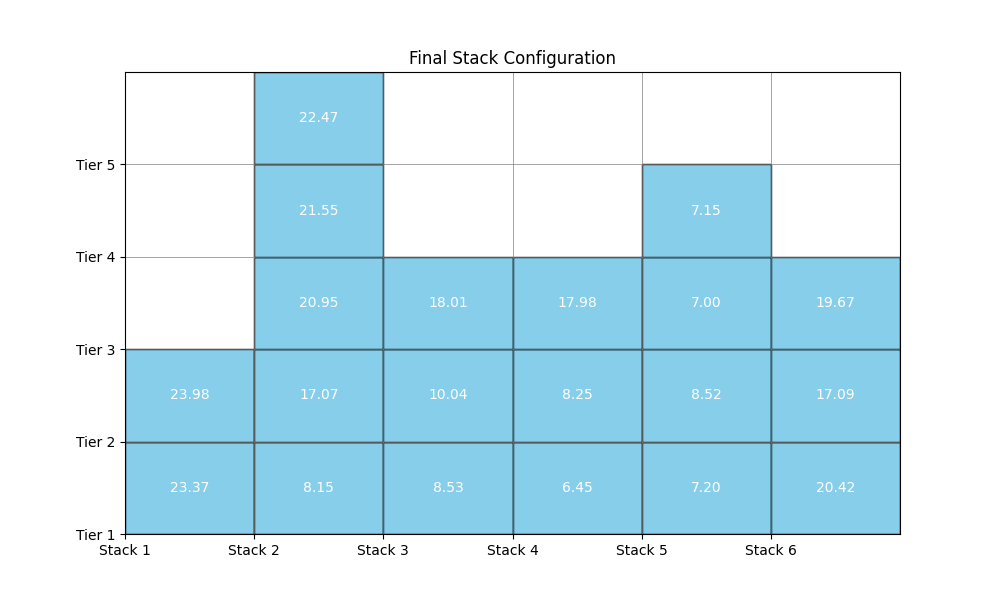 Final Stack Configuration
22.47
Tier 5
21.55 7.15
Tier 4
20.95 18.01 17.98 7.00 19.67
Tier 3
23.98 17.07 10.04 8.25 8.52 17.09
Tier 2
23.37 8.15 8.53 6.45 7.20 20.42
Tier 1
Stack 1 Stack 2 Stack 3 Stack 4 Stack 5 Stack 6